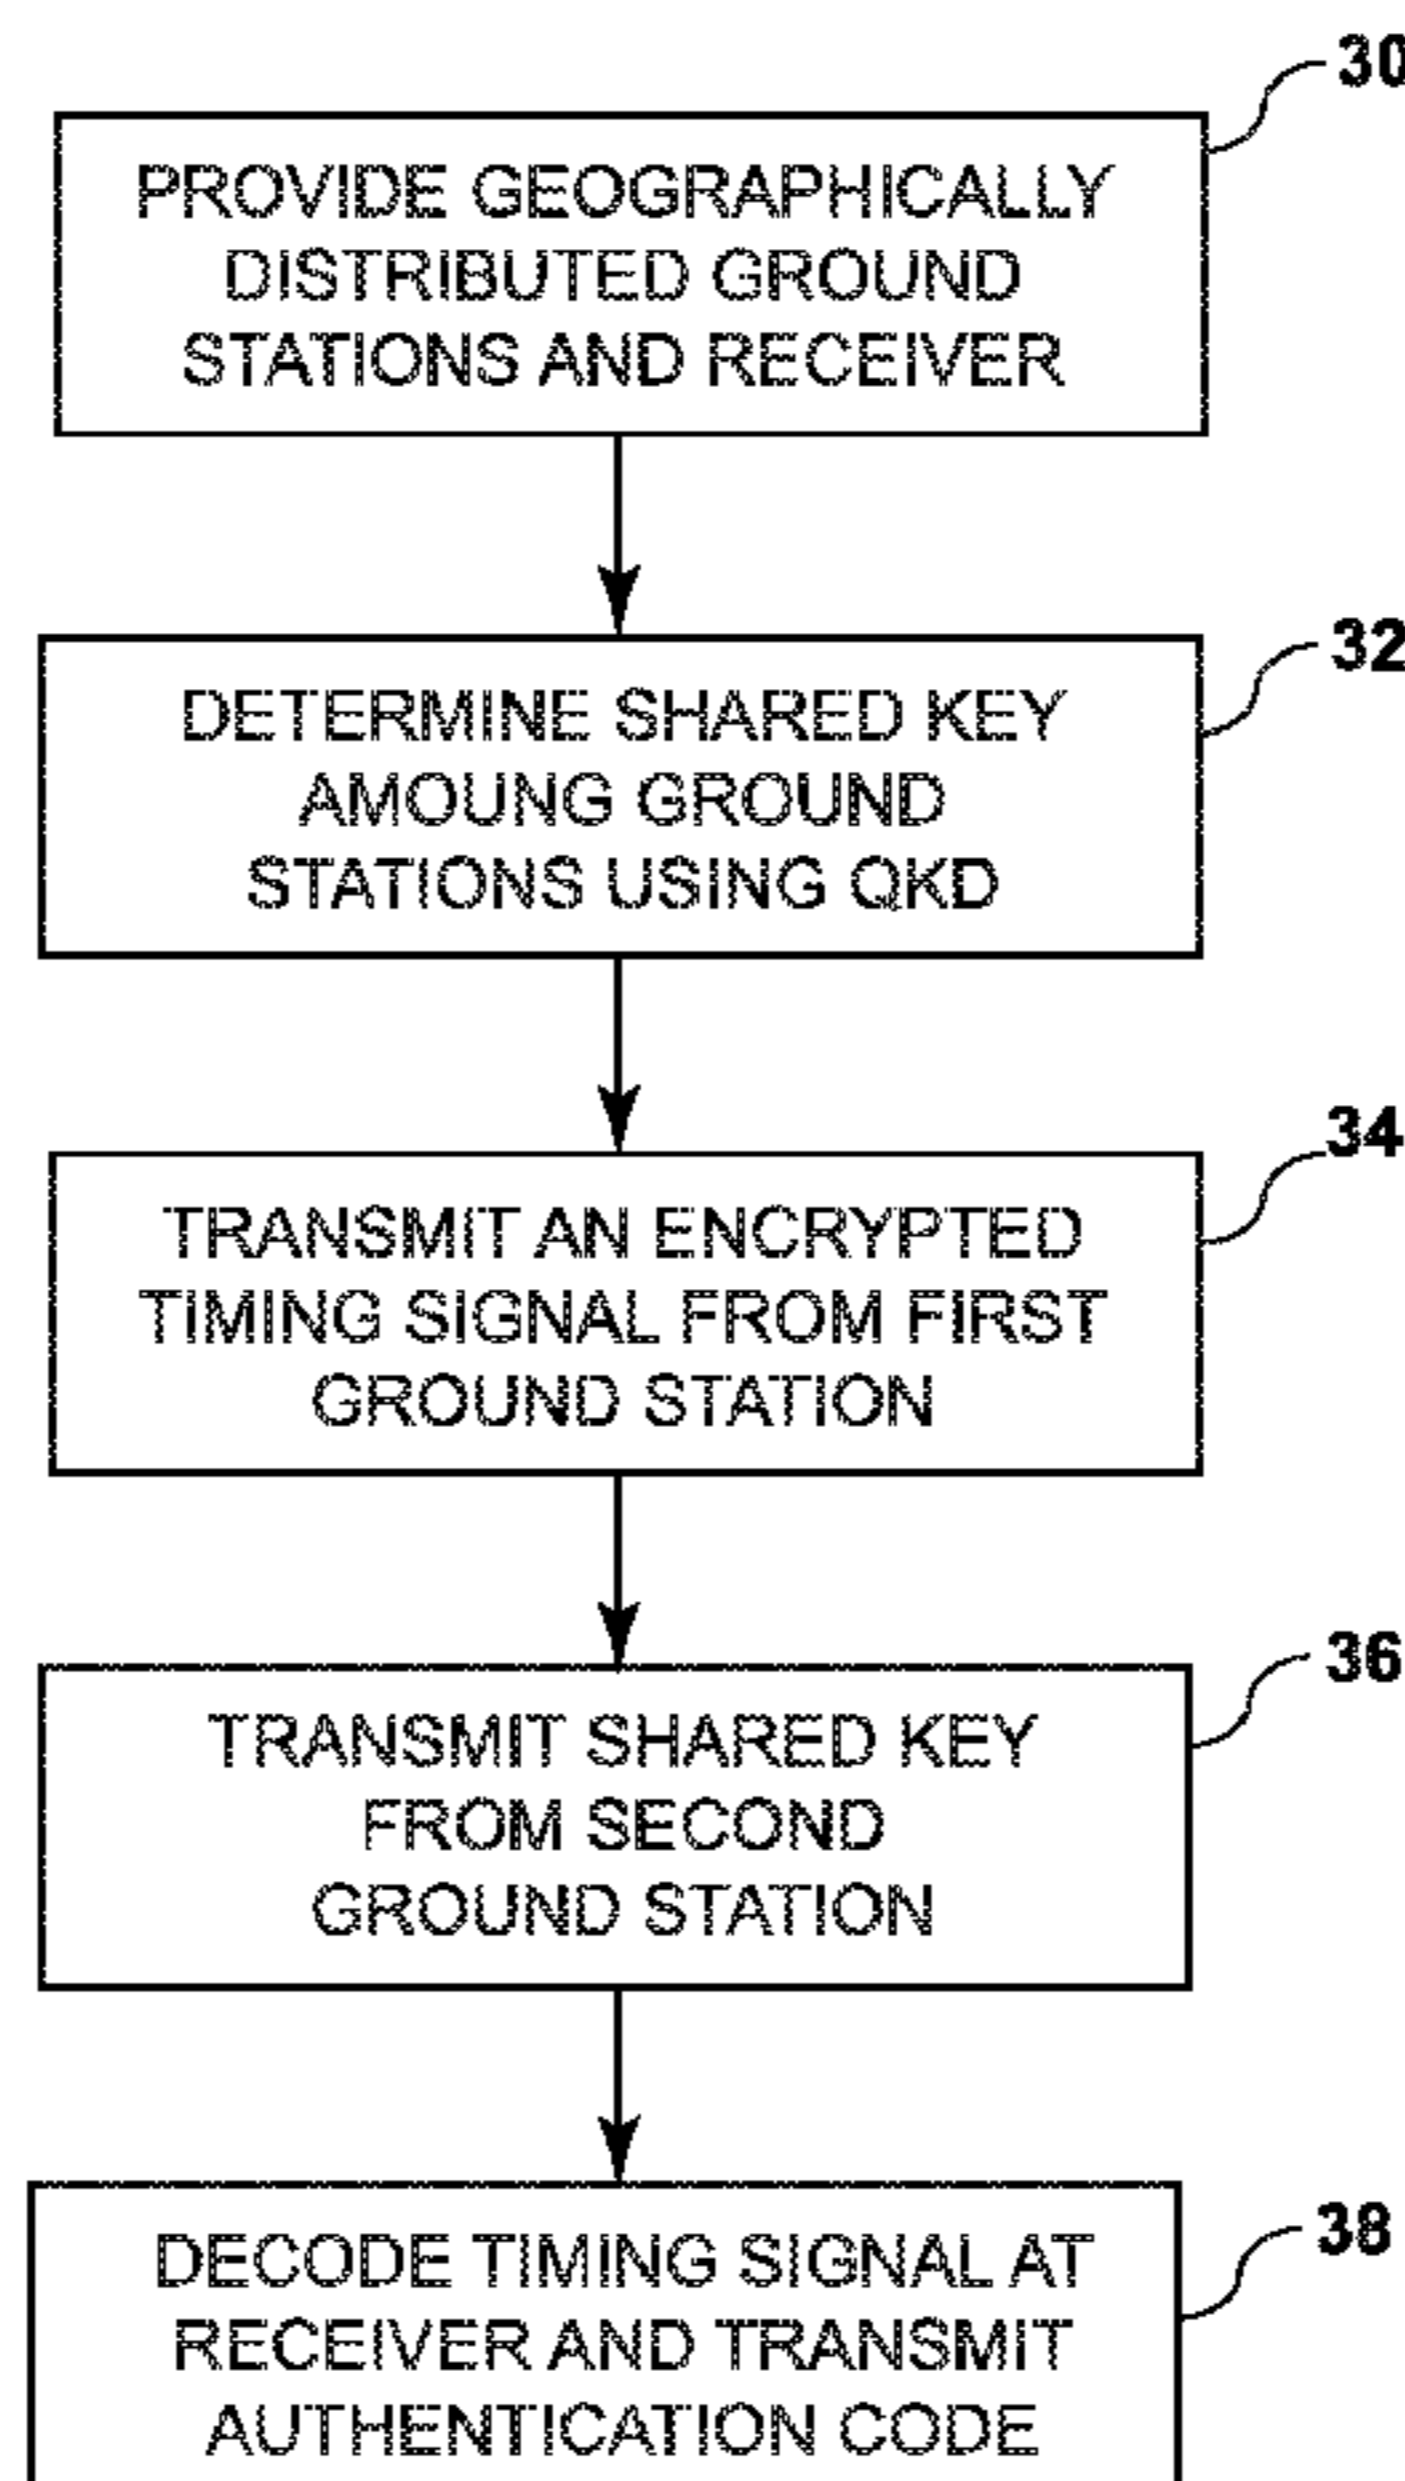 30
PROVIDE GEOGRAPHICALLY
DISTRIBUTED GROUND
STATIONS AND RECEIVER
32
DETERMINE SHARED KEY
AMOUNG GROUND
STATIONS USING QKD
34
TRANSMIT AN ENCRYPTED
TIMING SIGNAL FROM FIRST
GROUND STATION
36
TRANSMIT SHARED KEY
FROM SECOND
GROUND STATION
38
DECODE TIMING SIGNAL AT
RECEIVER AND TRANSMIT
AUTHENTICATION CODE